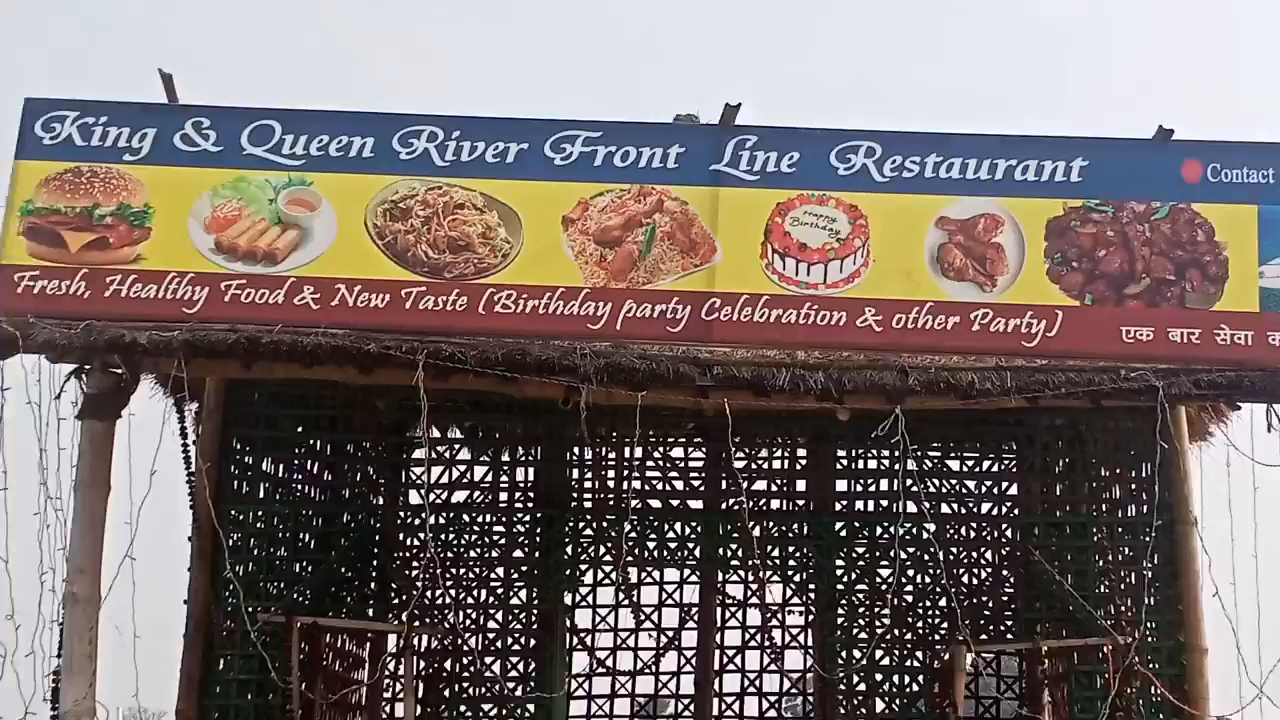 King & Queen River Front Line Restaurant
Contact
Happy
Birthday
Fresh, Healthy Food & New Taste (Birthday party Celebration & other Party)
एक बार सेवा